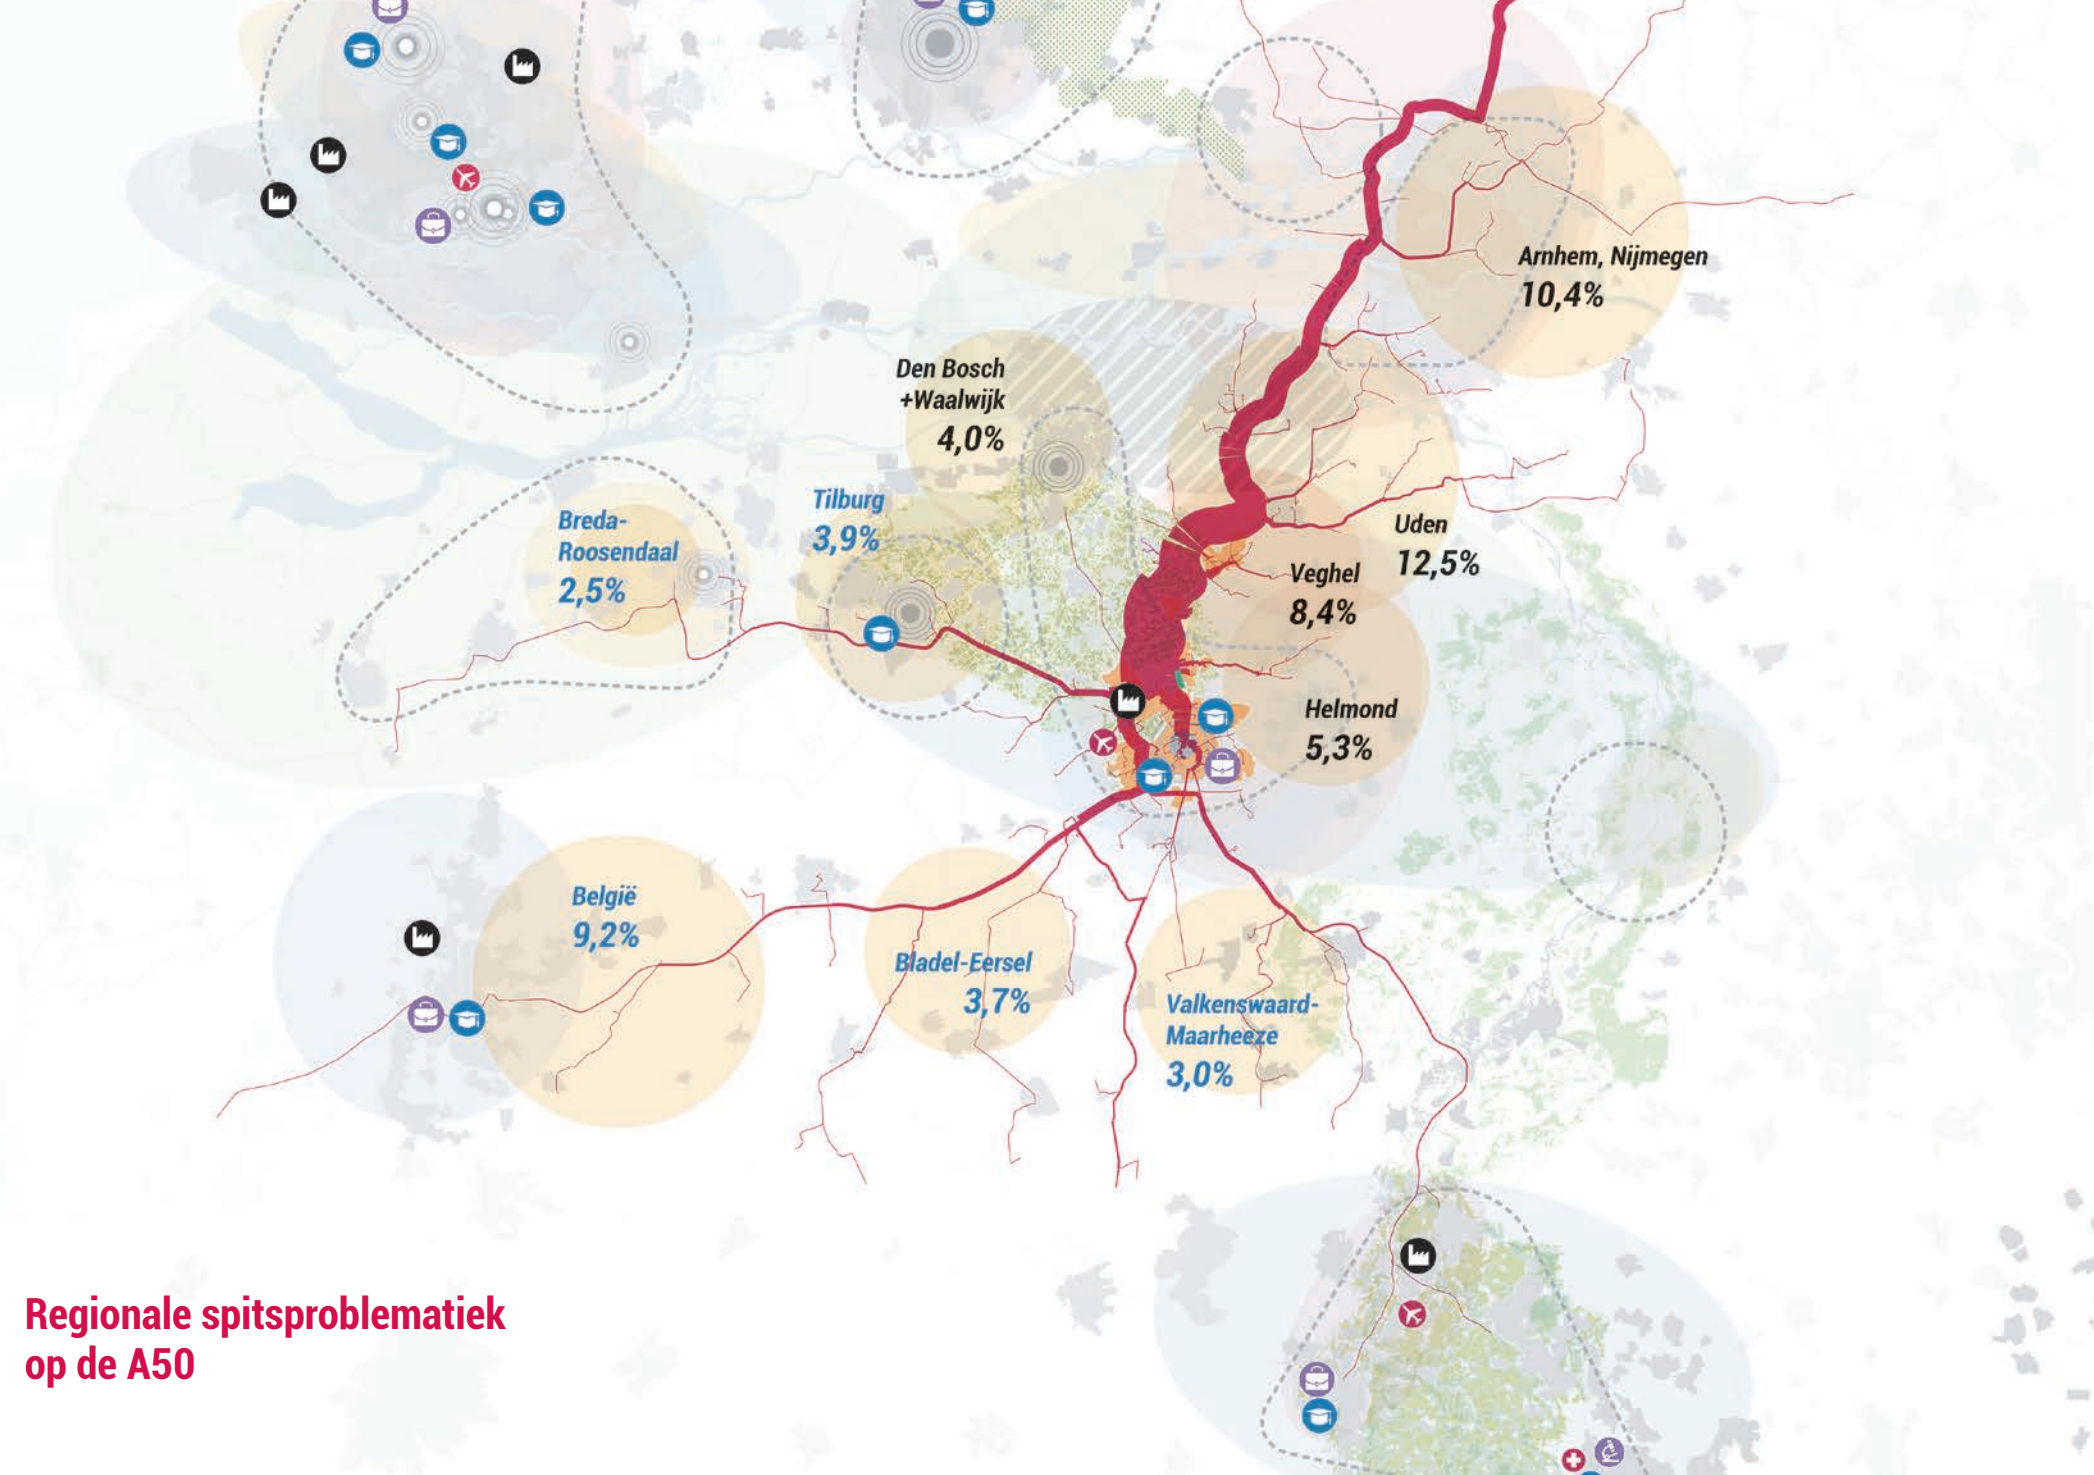 Arnhem, Nijmegen
10,4%
Den Bosch
+Waalwijk
4,0%
Tilburg
3,9%
Breda-
Roosendaal
2,5%
Uden
12,5%
Veghel
8,4%
Helmond
5,3%
België
9,2%
Bladel-Eersel
3,7%
Valkenswaard-
Maarheeze
3,0%
Regionale spitsproblematiek
op de A50